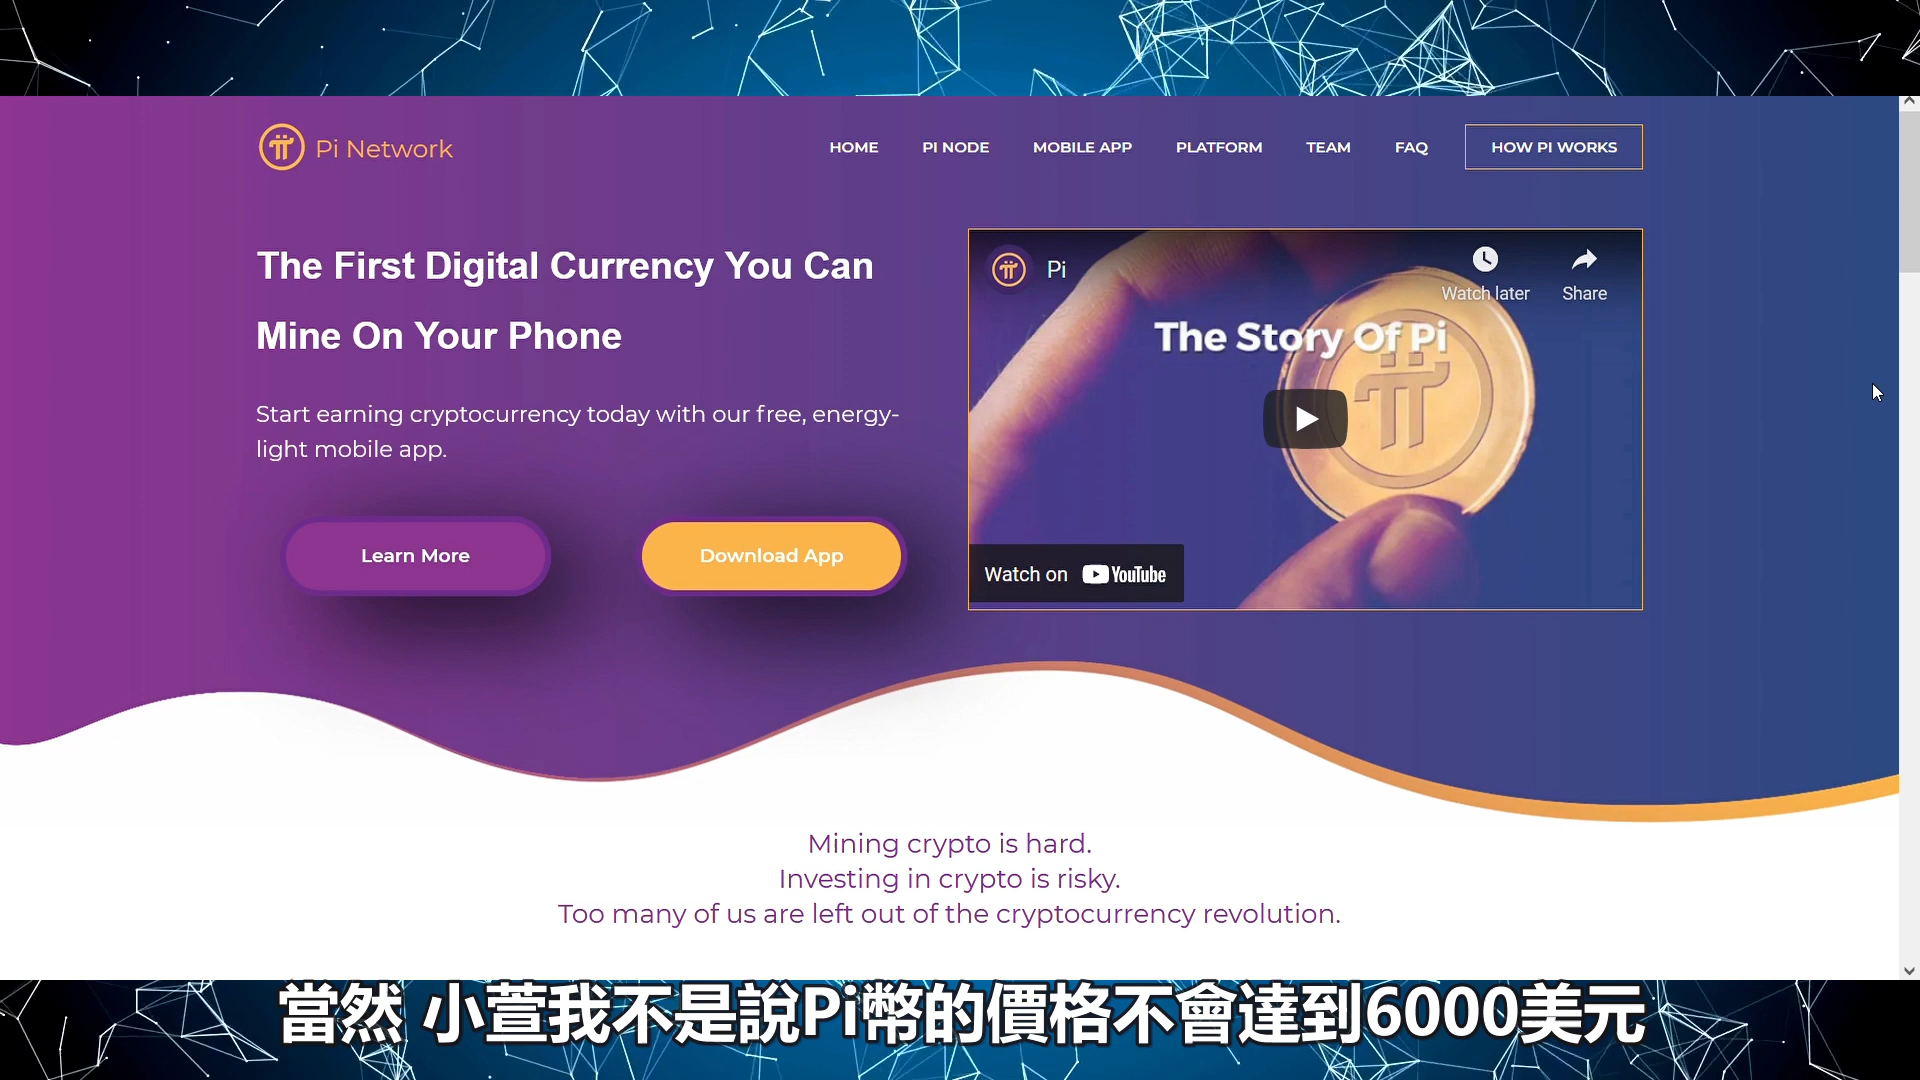 Pi Network
HOME PI NODE MOBILE APP PLATFORM TEAM FAQ HOW PI WORKS
The First Digital Currency You Can
Mine On Your Phone
Start earning cryptocurrency today with our free, energy-
light mobile app.
Learn More
Download App
Pi
Watch later
Share
The Story Of Pi
Watch on YouTube
Mining crypto is hard.
Investing in crypto is risky.
Too many of us are left out of the cryptocurrency revolution.
當然 小萱我不是說Pi幣的價格不會達到6000美元